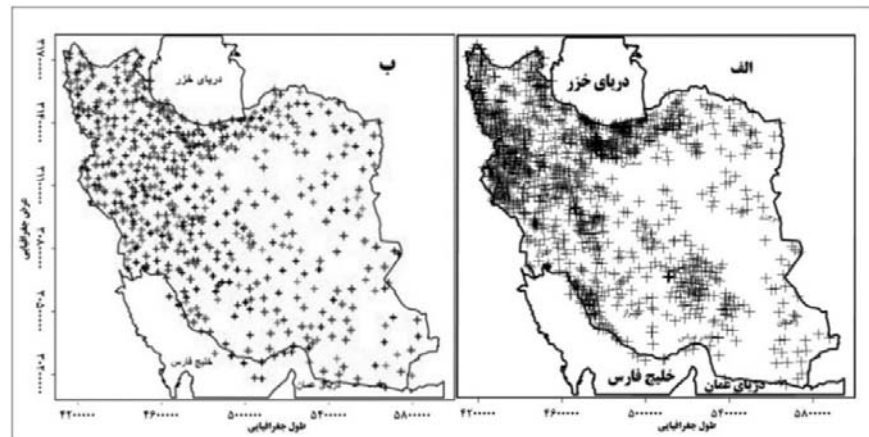 الف
دریای خزر
خلیج فارس
دریای عمان
۴۲۰۰۰۰۰ ۴۶۰۰۰۰۰ ۵۰۰۰۰۰۰ ۵۴۰۰۰۰۰ ۵۸۰۰۰۰۰
طول جغرافیایی
ب
دریای خزر
خلیج فارس
دریای عمان
عرض جغرافیایی
۴۲۰۰۰۰۰ ۴۶۰۰۰۰۰ ۵۰۰۰۰۰۰ ۵۴۰۰۰۰۰ ۵۸۰۰۰۰۰
طول جغرافیایی